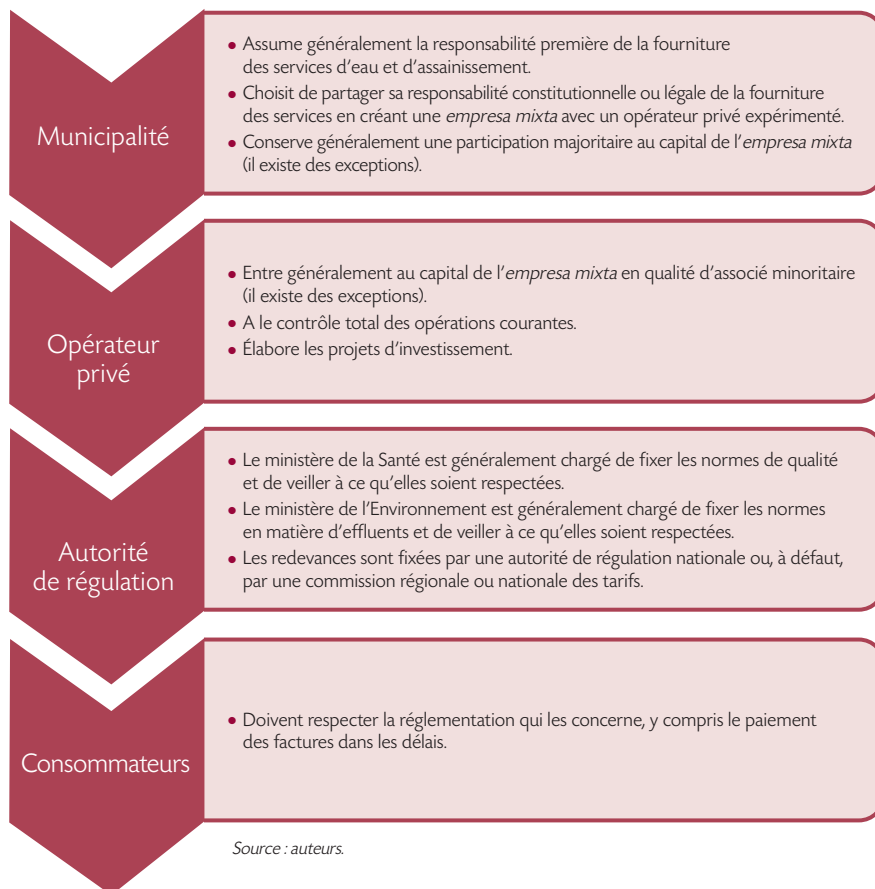 Municipalité
• Assume généralement la responsabilité première de la fourniture
des services d'eau et d'assainissement.
• Choisit de partager sa responsabilité constitutionnelle ou légale de la fourniture
des services en créant une empresa mixta avec un opérateur privé expérimenté.
• Conserve généralement une participation majoritaire au capital de l'empresa mixta
(il existe des exceptions).
Opérateur
privé
• Entre généralement au capital de l'empresa mixta en qualité d'associé minoritaire
(il existe des exceptions).
• A le contrôle total des opérations courantes.
• Élabore les projets d'investissement.
Autorité
de régulation
• Le ministère de la Santé est généralement chargé de fixer les normes de qualité
et de veiller à ce qu'elles soient respectées.
• Le ministère de l'Environnement est généralement chargé de fixer les normes
en matière d'effluents et de veiller à ce qu'elles soient respectées.
• Les redevances sont fixées par une autorité de régulation nationale ou, à défaut,
par une commission régionale ou nationale des tarifs.
Consommateurs
• Doivent respecter la réglementation qui les concerne, y compris le paiement
des factures dans les délais.
Source : auteurs.